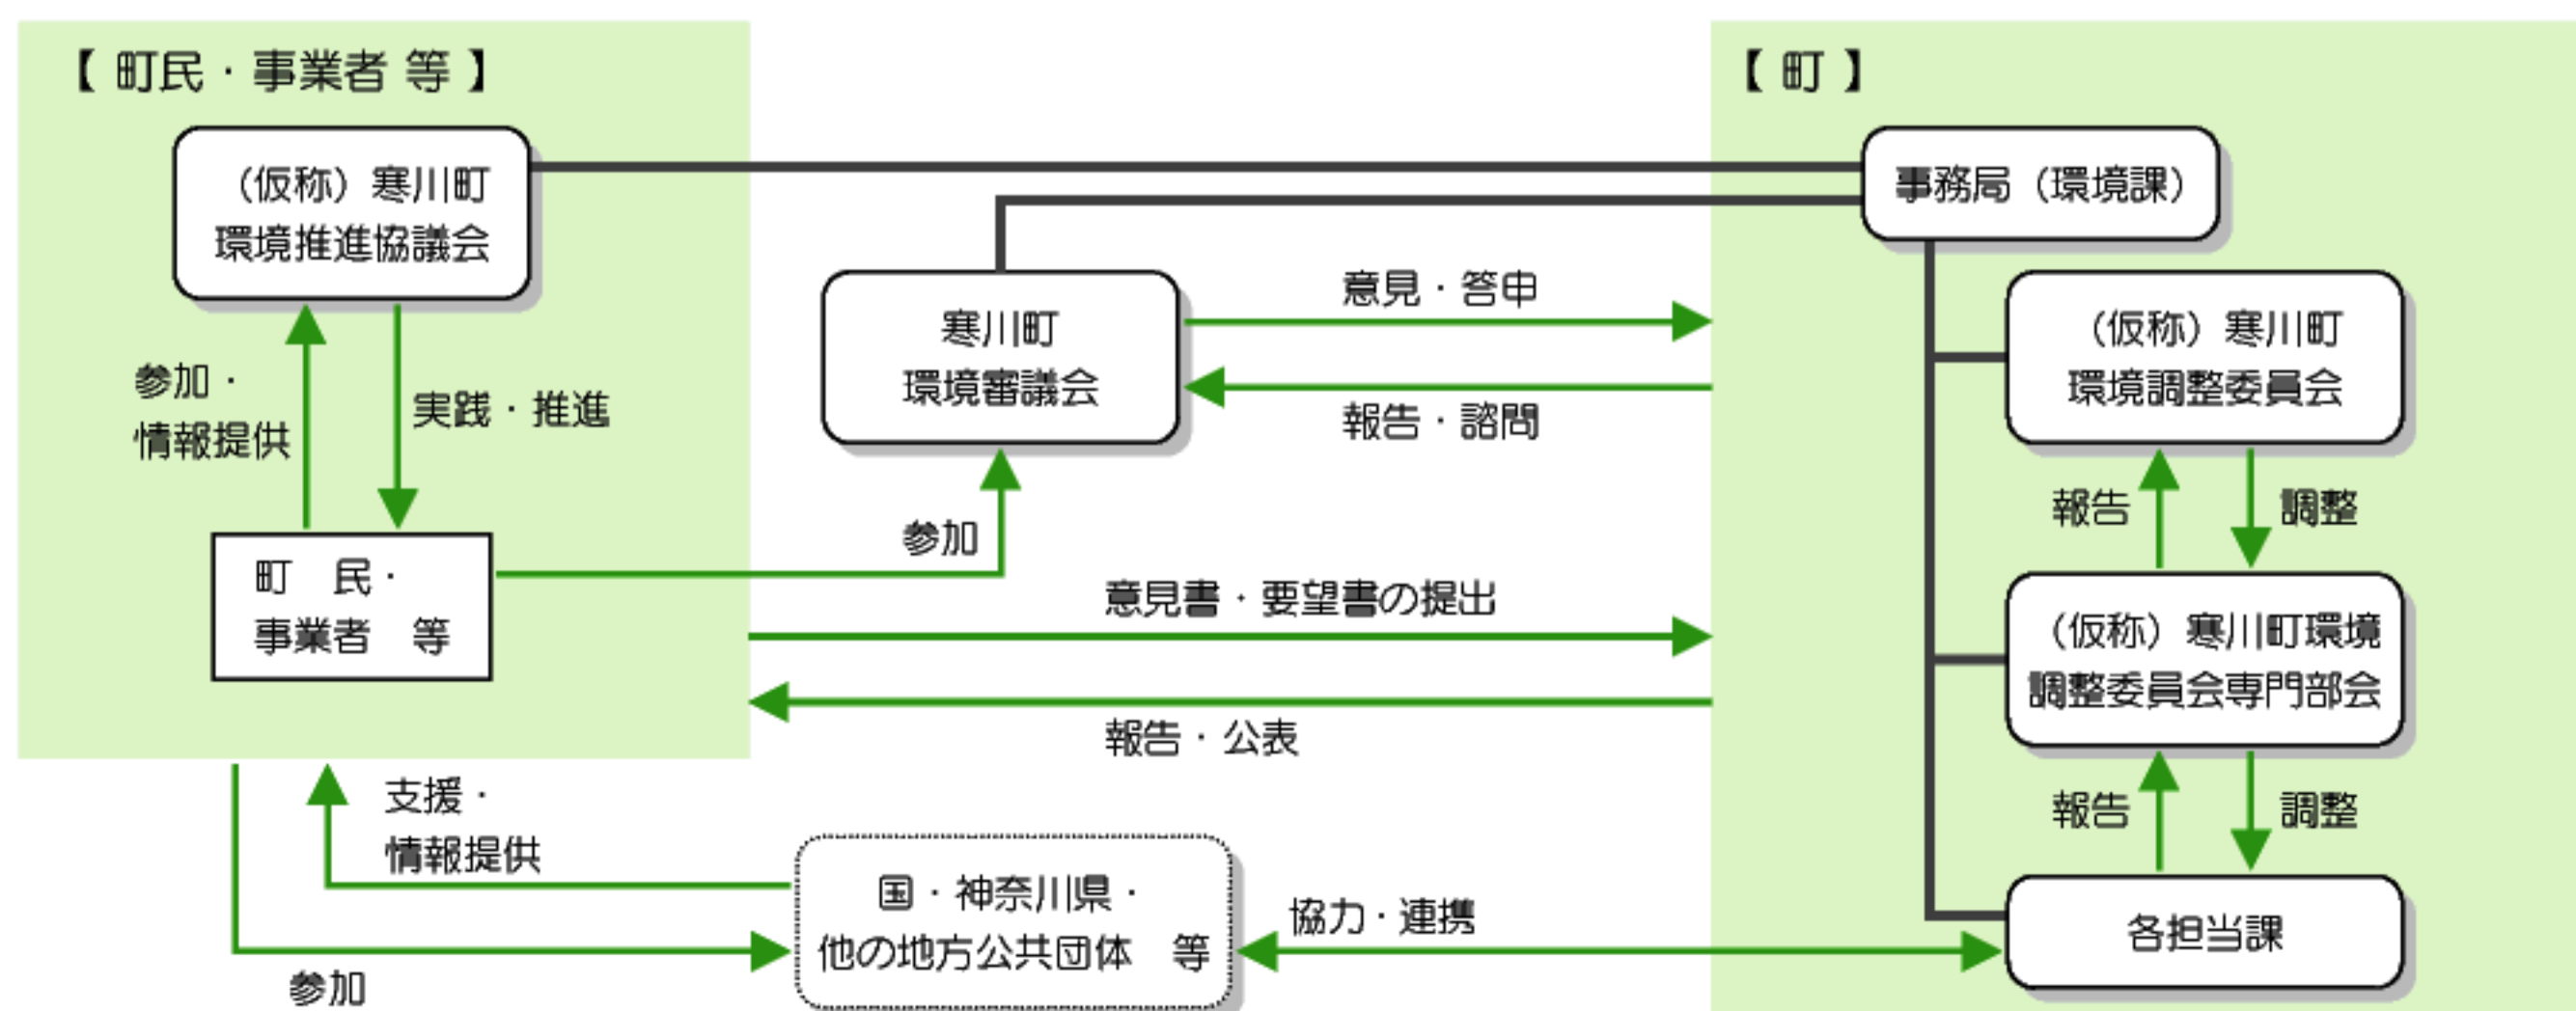 【 町民・事業者 等 】
（仮称）寒川町
環境推進協議会
参加・
情報提供
実践・推進
町　民・
事業者　等
支援・
情報提供
参加
寒川町
環境審議会
意見・答申
報告・諮問
参加
意見書・要望書の提出
報告・公表
国・神奈川県・
他の地方公共団体　等
協力・連携
【 町 】
事務局（環境課）
（仮称）寒川町
環境調整委員会
報告
調整
（仮称）寒川町環境
調整委員会専門部会
報告
調整
各担当課